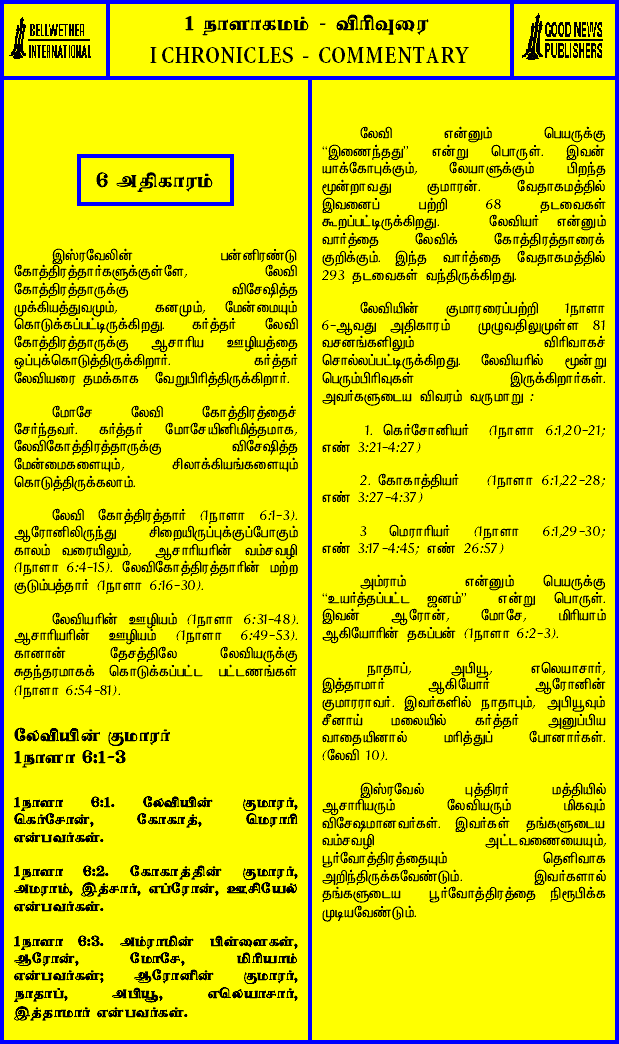 BELLWETHER
INTERNATIONAL
1 நாளாகமம் - விரிவுரை
I CHRONICLES - COMMENTARY
GOOD NEWS
PUBLISHERS
6 அதிகாரம்
இஸ்ரவேலின் பன்னிரண்டு
கோத்திரத்தார்களுக்குள்ளே, லேவி
கோத்திரத்தாருக்கு விசேஷித்த
முக்கியத்துவமும், கனமும், மேன்மையும்
கொடுக்கப்பட்டிருக்கிறது. கர்த்தர் லேவி
கோத்திரத்தாருக்கு ஆசாரிய ஊழியத்தை
ஒப்புக்கொடுத்திருக்கிறார். கர்த்தர்
லேவியரை தமக்காக வேறுபிரித்திருக்கிறார்.
மோசே லேவி கோத்திரத்தைச்
சேர்ந்தவர். கர்த்தர் மோசேயினிமித்தமாக,
லேவிகோத்திரத்தாருக்கு விசேஷித்த
மேன்மைகளையும், சிலாக்கியங்களையும்
கொடுத்திருக்கலாம்.
லேவி கோத்திரத்தார் (1நாளா 6:1-3).
ஆரோனிலிருந்து சிறையிருப்புக்குப்போகும்
காலம் வரையிலும், ஆசாரியரின் வம்சவழி
(1நாளா 6:4-15). லேவிகோத்திரத்தாரின் மற்ற
குடும்பத்தார் (1நாளா 6:16-30).
லேவியரின் ஊழியம் (1நாளா 6:31-48).
ஆசாரியரின் ஊழியம் (1நாளா 6:49-53).
கானான் தேசத்திலே லேவியருக்கு
சுதந்தரமாகக் கொடுக்கப்பட்ட பட்டணங்கள்
(1நாளா 6:54-81).
லேவியின் குமாரர்
1நாளா 6:1-3
1நாளா 6:1. லேவியின் குமாரர்,
கெர்சோன், கோகாத், மெராரி
என்பவர்கள்.
1நாளா 6:2. கோகாத்தின் குமாரர்,
அம்ராம், இத்சார், எப்ரோன், ஊசியேல்
என்பவர்கள்.
1நாளா 6:3. அம்ராமின் பிள்ளைகள்,
ஆரோன், மோசே, மிரியாம்
என்பவர்கள்; ஆரோனின் குமாரர்,
நாதாப், அபியூ, எலெயாசார்,
இத்தாமார் என்பவர்கள்.
லேவி என்னும் பெயருக்கு
“இணைந்தது” என்று பொருள். இவன்
யாக்கோபுக்கும், லேயாளுக்கும் பிறந்த
மூன்றாவது குமாரன். வேதாகமத்தில்
இவனைப் பற்றி 68 தடவைகள்
கூறப்பட்டிருக்கிறது. லேவியர் என்னும்
வார்த்தை லேவிக் கோத்திரத்தாரைக்
குறிக்கும். இந்த வார்த்தை வேதாகமத்தில்
293 தடவைகள் வந்திருக்கிறது.
லேவியின் குமாரரைப்பற்றி 1நாளா
6-ஆவது அதிகாரம் முழுவதிலுமுள்ள 81
வசனங்களிலும் விரிவாகச்
சொல்லப்பட்டிருக்கிறது. லேவியரில் மூன்று
பெரும்பிரிவுகள் இருக்கிறார்கள்.
அவர்களுடைய விவரம் வருமாறு :
1. கெர்சோனியர் (1நாளா 6:1,20-21;
எண் 3:21-4:27)
2. கோகாத்தியர் (1நாளா 6:1,22-28;
எண் 3:27-4:37)
3 மெராரியர் (1நாளா 6:1,29-30;
எண் 3:17-4:45; எண் 26:57)
அம்ராம் என்னும் பெயருக்கு
“உயர்த்தப்பட்ட ஜனம்” என்று பொருள்.
இவன் ஆரோன், மோசே, மிரியாம்
ஆகியோரின் தகப்பன் (1நாளா 6:2-3).
நாதாப், அபியூ, எலெயாசார்,
இத்தாமார் ஆகியோர் ஆரோனின்
குமாரராவர். இவர்களில் நாதாபும், அபியூவும்
சீனாய் மலையில் கர்த்தர் அனுப்பிய
வாதையினால் மரித்துப் போனார்கள்.
(லேவி 10).
இஸ்ரவேல் புத்திரர் மத்தியில்
ஆசாரியரும் லேவியரும் மிகவும்
விசேஷமானவர்கள். இவர்கள் தங்களுடைய
வம்சவழி அட்டவணையையும்,
பூர்வோத்திரத்தையும் தெளிவாக
அறிந்திருக்கவேண்டும். இவர்களால்
தங்களுடைய பூர்வோத்திரத்தை நிரூபிக்க
முடியவேண்டும்.